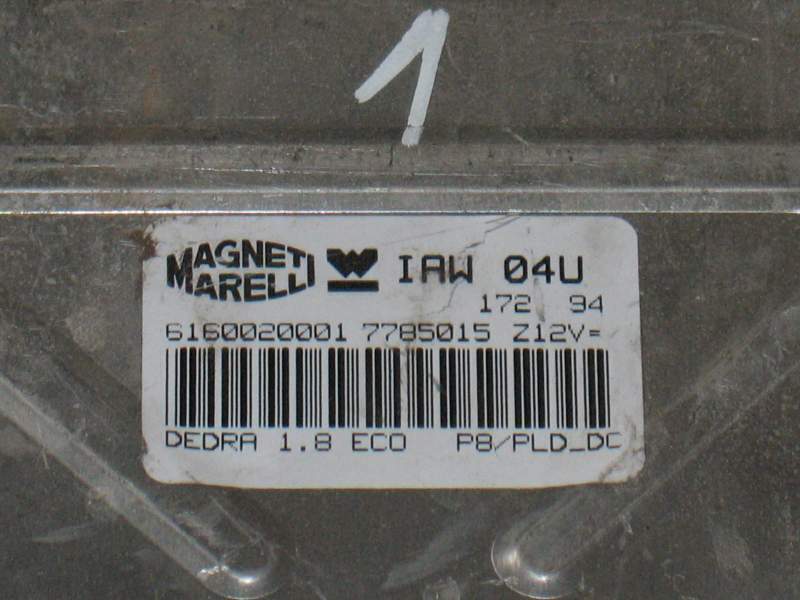 1
MAGNETI MARELLI W IAW 04U
172 94
6160020001 7785015 Z12V=
DEDRA 1.8 ECO P8/PLD_DC